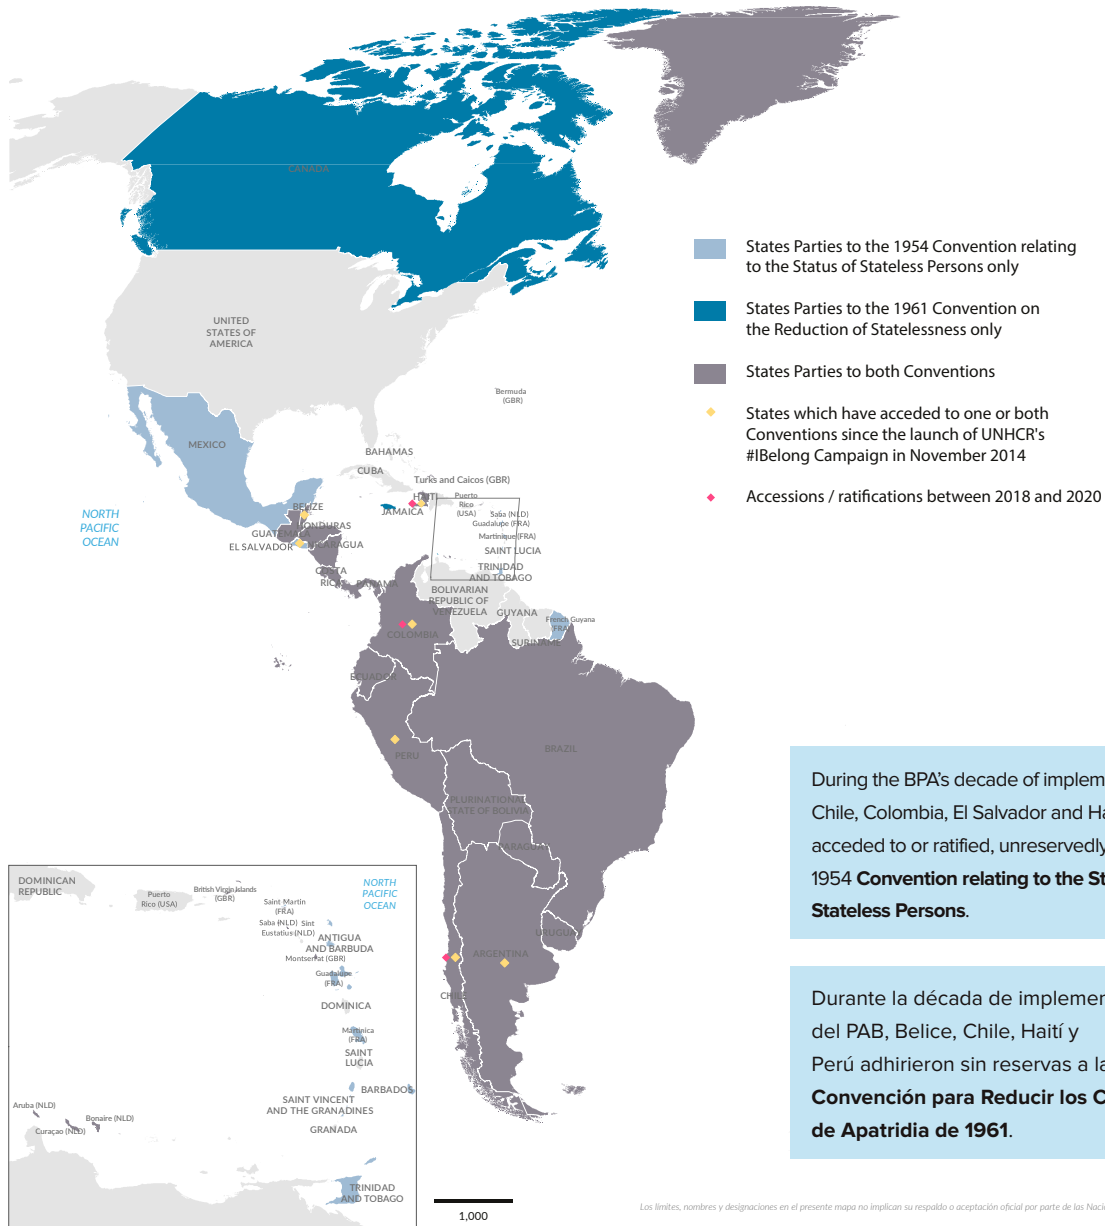 CANADA
UNITED
STATES OF
AMERICA
MEXICO
Bermuda
(GBR)
BAHAMAS
CUBA
Turks and Caicos (GBR)
HAITI
JAMAICA
Puerto
Rico
(USA)
Saba (NLD)
Guadalupe (FRA)
Martinique (FRA)
SAINT LUCIA
TRINIDAD
AND TOBAGO
BELIZE
HONDURAS
GUATEMALA
EL SALVADOR
NICARAGUA
COSTA
RICA
PANAMA
NORTH
PACIFIC
OCEAN
BOLIVARIAN
REPUBLIC OF
VENEZUELA
GUYANA
French Guyana
(FRA)
SURINAME
COLOMBIA
ECUADOR
PERU
BRAZIL
PLURINATIONAL
STATE OF BOLIVIA
PARAGUAY
URUGUAY
ARGENTINA
CHILE
States Parties to the 1954 Convention relating
to the Status of Stateless Persons only
States Parties to the 1961 Convention on
the Reduction of Statelessness only
States Parties to both Conventions
States which have acceded to one or both
Conventions since the launch of UNHCR's
#IBelong Campaign in November 2014
Accessions / ratifications between 2018 and 2020
During the BPA's decade of implem
Chile, Colombia, El Salvador and Ha
acceded to or ratified, unreservedly
1954 Convention relating to the St
Stateless Persons.
Durante la década de implemen
del PAB, Belice, Chile, Haití y
Perú adhirieron sin reservas a la
Convención para Reducir los C
de Apatridia de 1961.
DOMINICAN
REPUBLIC
Puerto
Rico (USA)
British Virgin Islands
(GBR)
NORTH
PACIFIC
OCEAN
Saint Martin
(FRA)
Saba (NLD) Sint
Eustatius (NLD)
ANTIGUA
AND BARBUDA
Montserrat (GBR)
Guadalupe
(FRA)
DOMINICA
Martinica
(FRA)
SAINT
LUCIA
BARBADOS
SAINT VINCENT
AND THE GRANADINES
GRANADA
Aruba (NLD)
Curaçao (NLD)
Bonaire (NLD)
TRINIDAD
AND TOBAGO
1,000
Los límites, nombres y designaciones en el presente mapa no implican su respaldo o aceptación oficial por parte de las Nacio